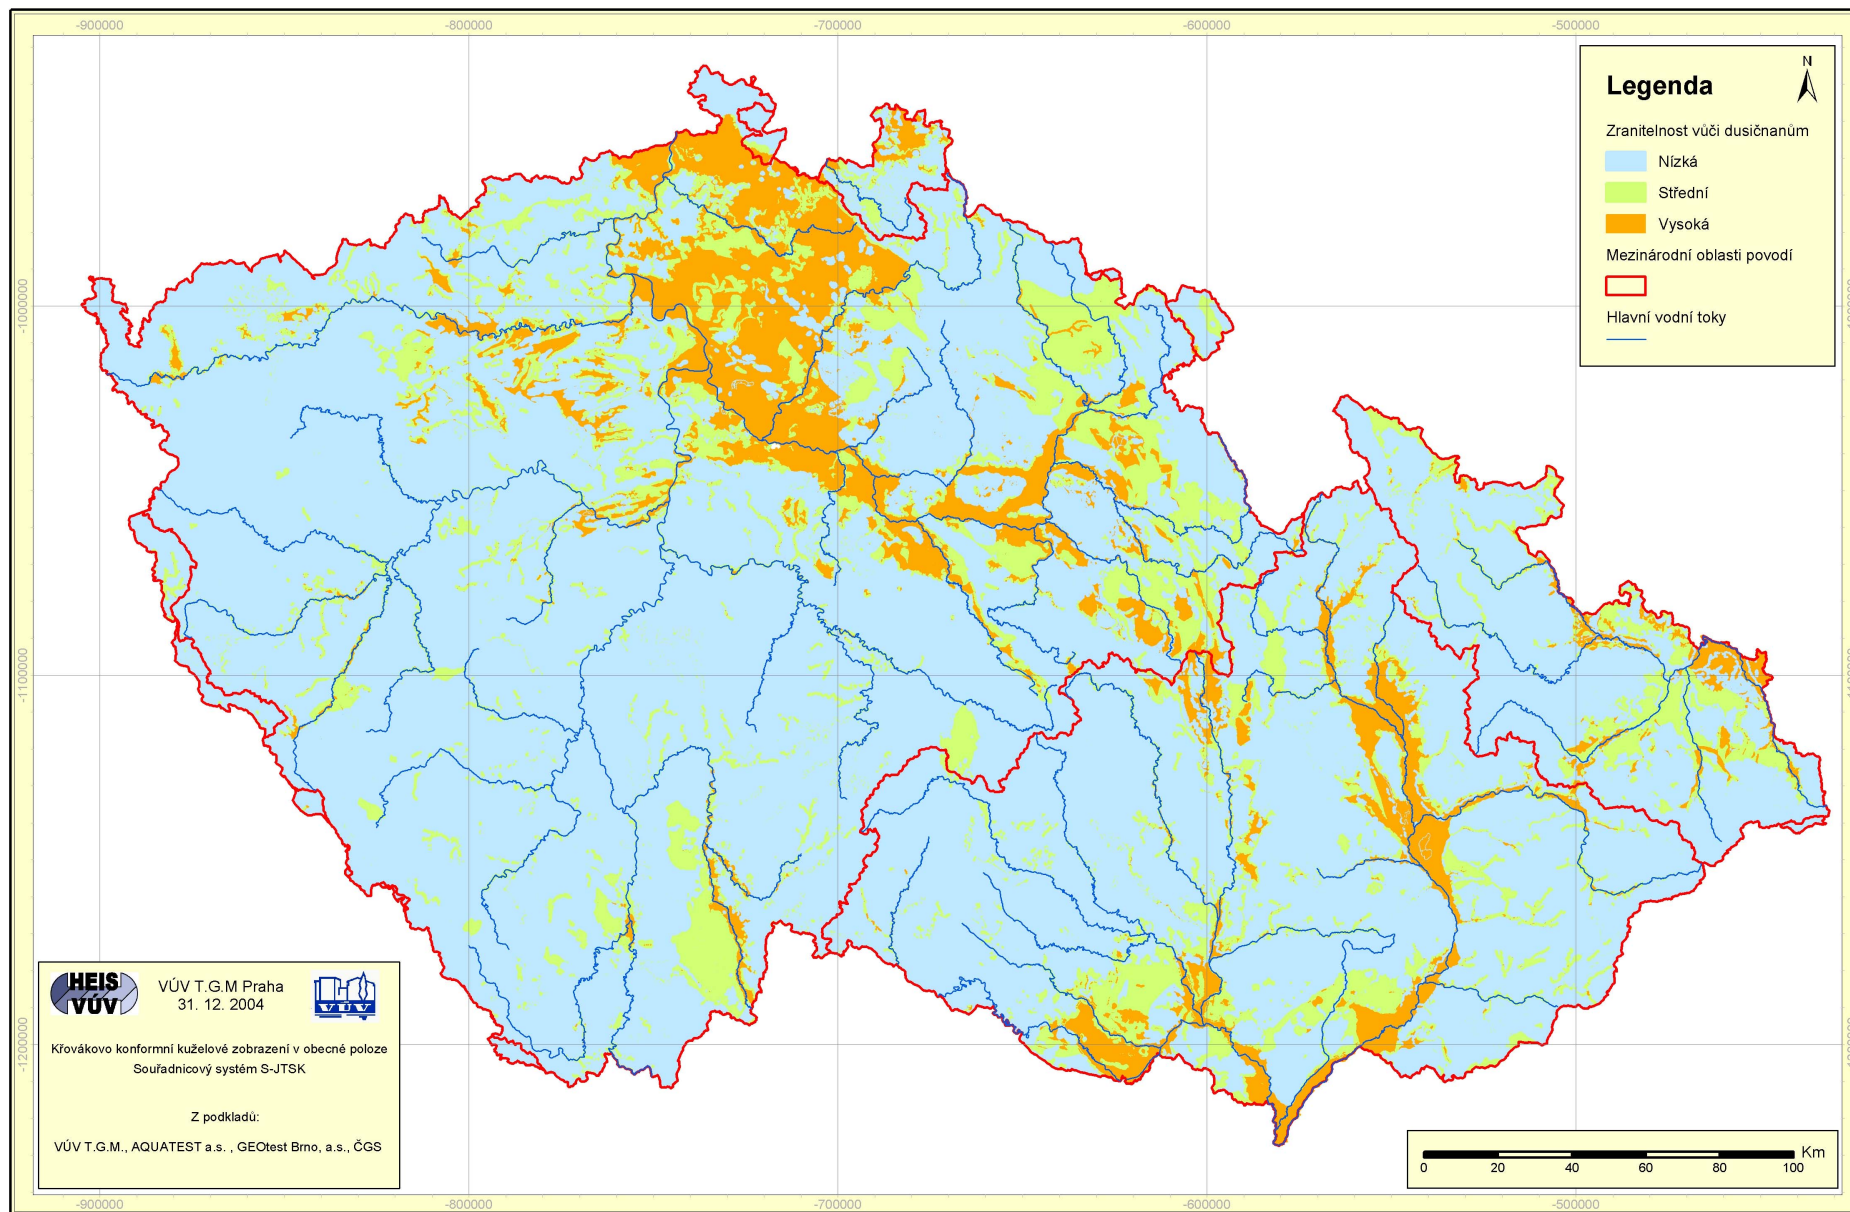 -900000
-800000
-700000
-600000
-500000
-1000000
-1100000
-1200000
Legenda
N
Zranitelnost vůči dusičnanům
Nízká
Střední
Vysoká
Mezinárodní oblasti povodí
Hlavní vodní toky
HEIS
VÚV
VÚV T.G.M Praha
31. 12. 2004
VÚV
Křovákovo konformní kuželové zobrazení v obecné poloze
Souřadnicový systém S-JTSK
Z podkladů:
VÚV T.G.M., AQUATEST a.s. , GEOtest Brno, a.s., ČGS
Km
0 20 40 60 80 100
-900000
-800000
-700000
-600000
-500000